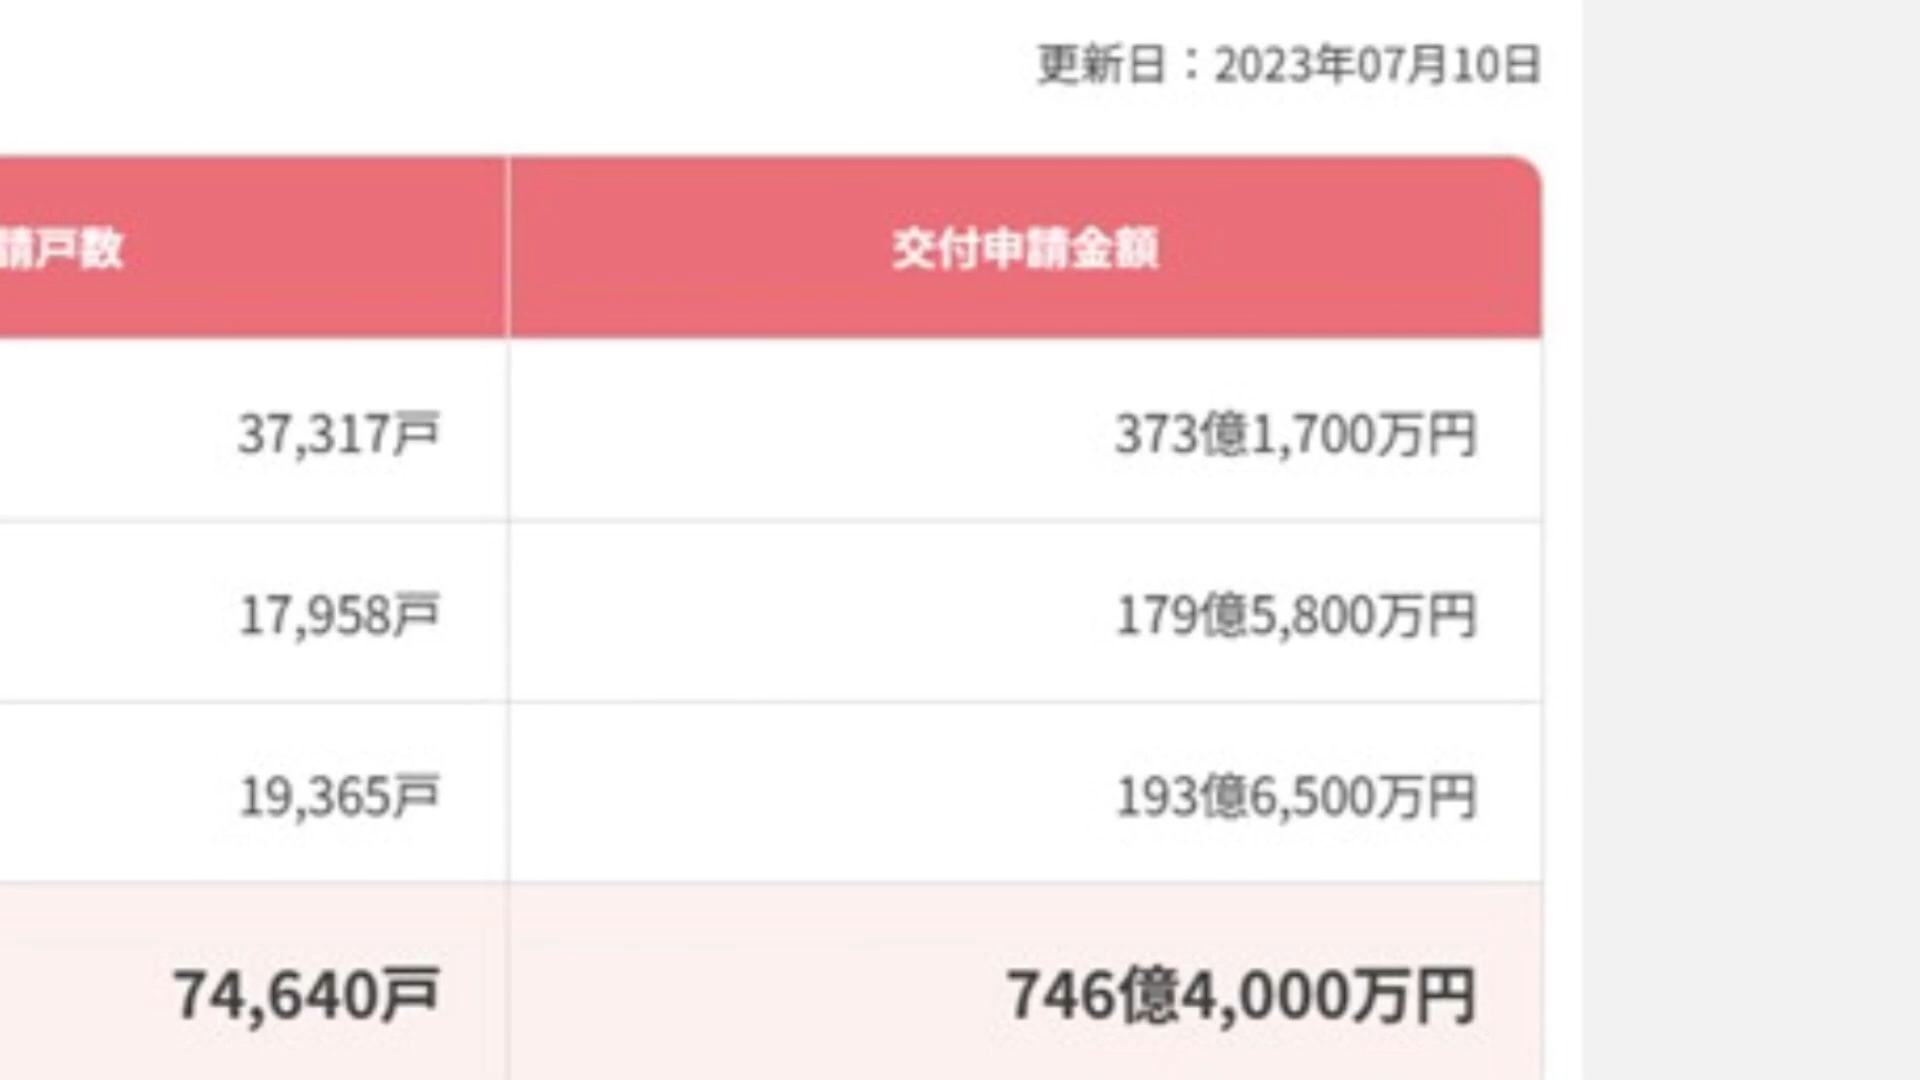 更新日：2023年07月10日
請戸数 交付申請金額
37,317戸 373億1,700万円
17,958戸 179億5,800万円
19,365戸 193億6,500万円
74,640戸 746億4,000万円